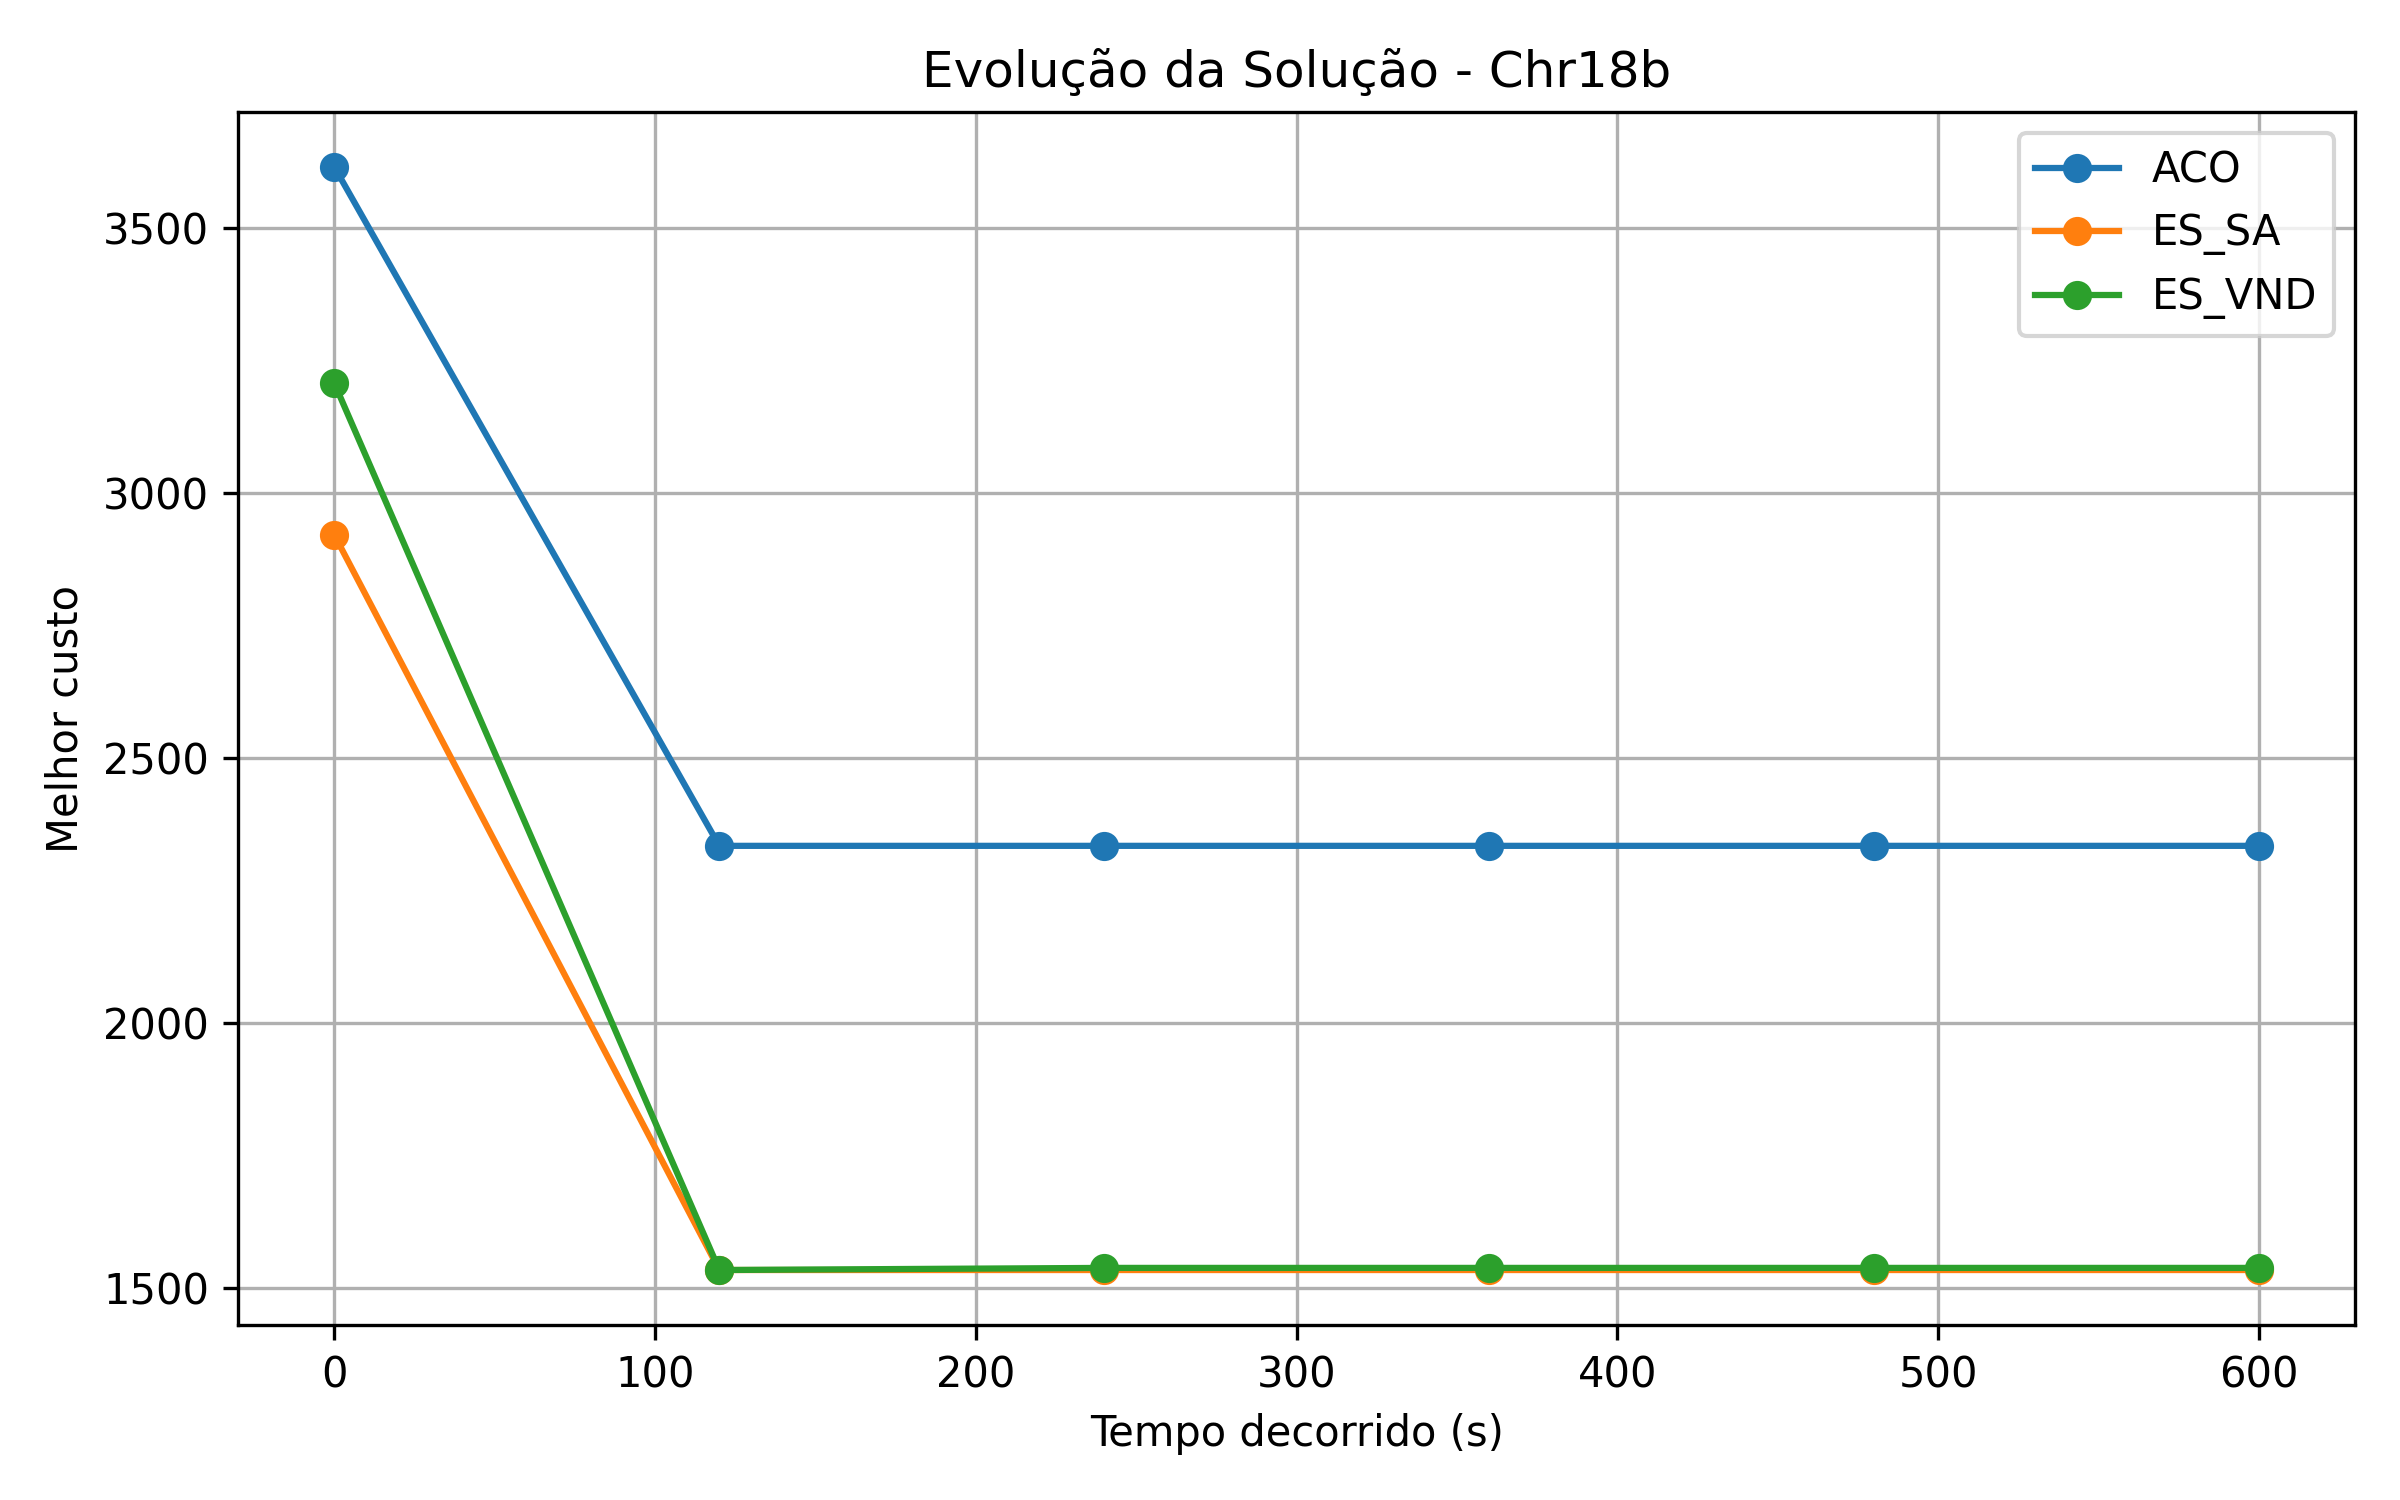 Evolução da Solução - Chr18b
ACO
ES_SA
ES_VND
Melhor custo
3500
3000
2500
2000
1500
0 100 200 300 400 500 600
Tempo decorrido (s)